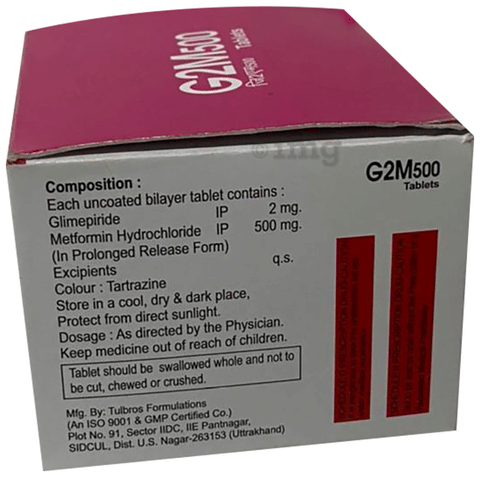 G2M500
Tablets
1mg
G2M500
Tablets
Composition :
Each uncoated bilayer tablet contains :
Glimepiride IP 2 mg.
Metformin Hydrochloride IP 500 mg.
(In Prolonged Release Form)
Excipients q.s.
Colour : Tartrazine
Store in a cool, dry & dark place,
Protect from direct sunlight.
Dosage : As directed by the Physician.
Keep medicine out of reach of children.
Tablet should be swallowed whole and not to
be cut, chewed or crushed.
Mfg. By: Tulbros Formulations
(An ISO 9001 & GMP Certified Co.)
Plot No. 91, Sector IIDC, IIE Pantnagar,
SIDCUL, Dist. U.S. Nagar-263153 (Uttrakhand)